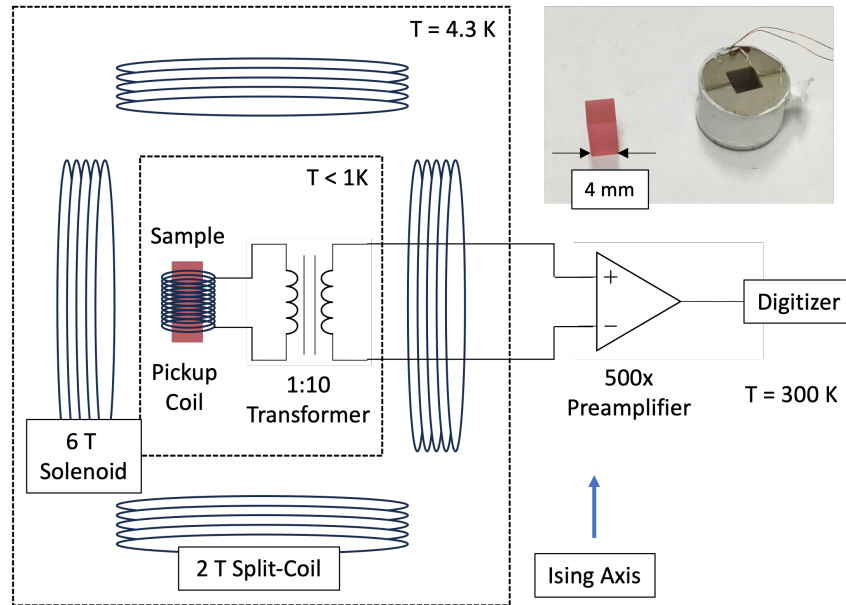 T = 4.3 K
T < 1K
4 mm
Sample
+
Digitizer
−
Pickup
Coil
1:10
Transformer
500x
Preamplifier
T = 300 K
6 T
Solenoid
2 T Split-Coil
Ising Axis